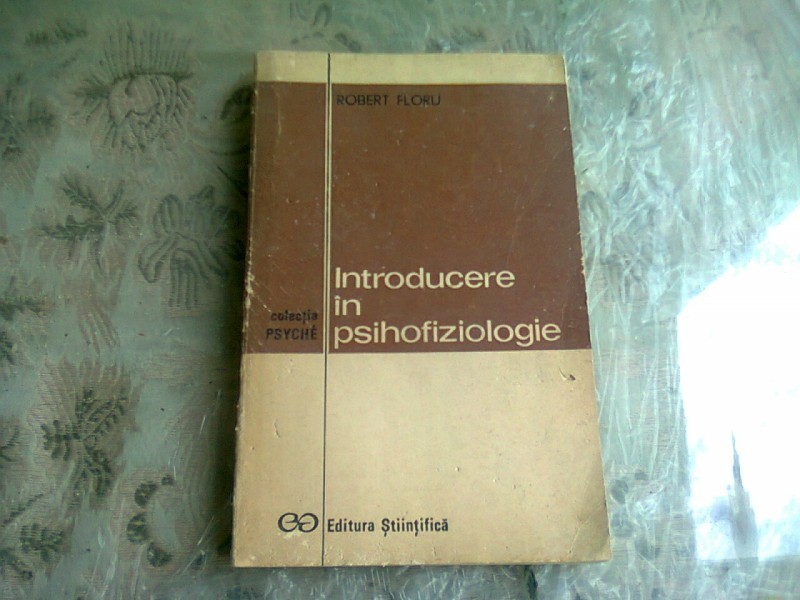 ROBERT FLORU
Introducere
în
psihofiziologie
colecția
PSYCHÉ
Editura Științifică